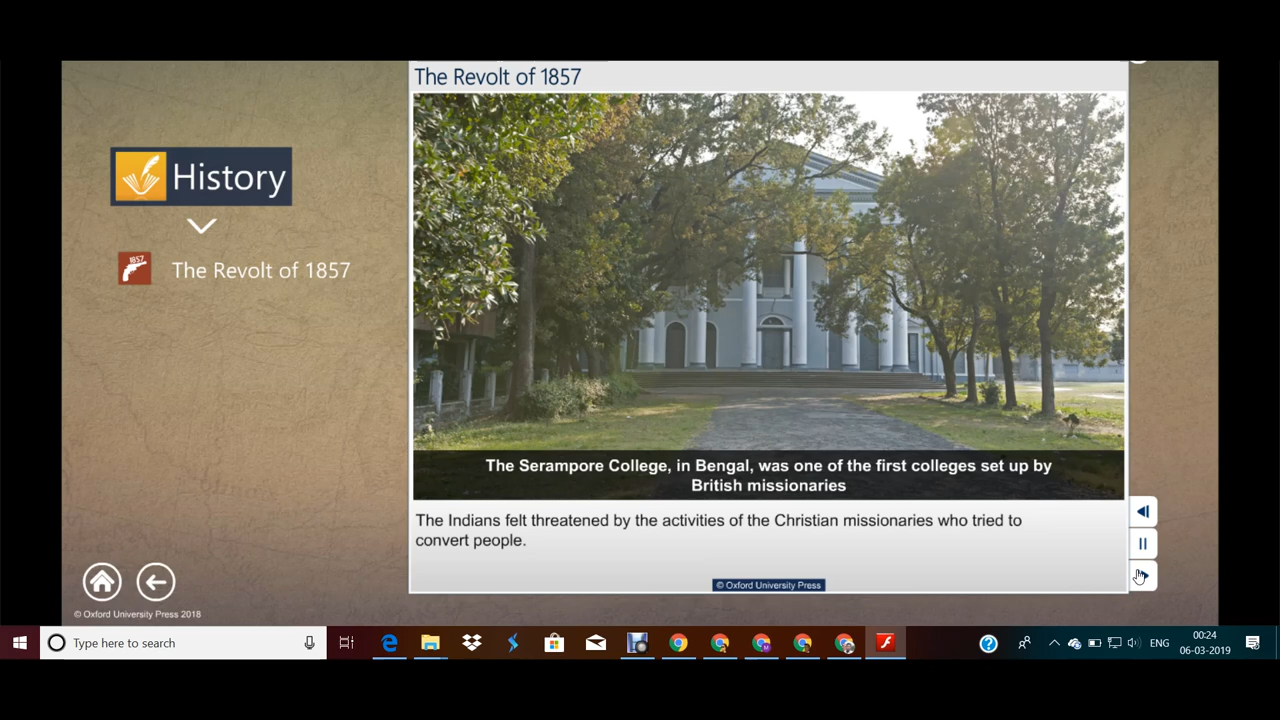 The Revolt of 1857
History
1857
The Revolt of 1857
The Serampore College, in Bengal, was one of the first colleges set up by
British missionaries
The Indians felt threatened by the activities of the Christian missionaries who tried to
convert people.
© Oxford University Press
© Oxford University Press 2018
Type here to search
ENG
00:24
06-03-2019